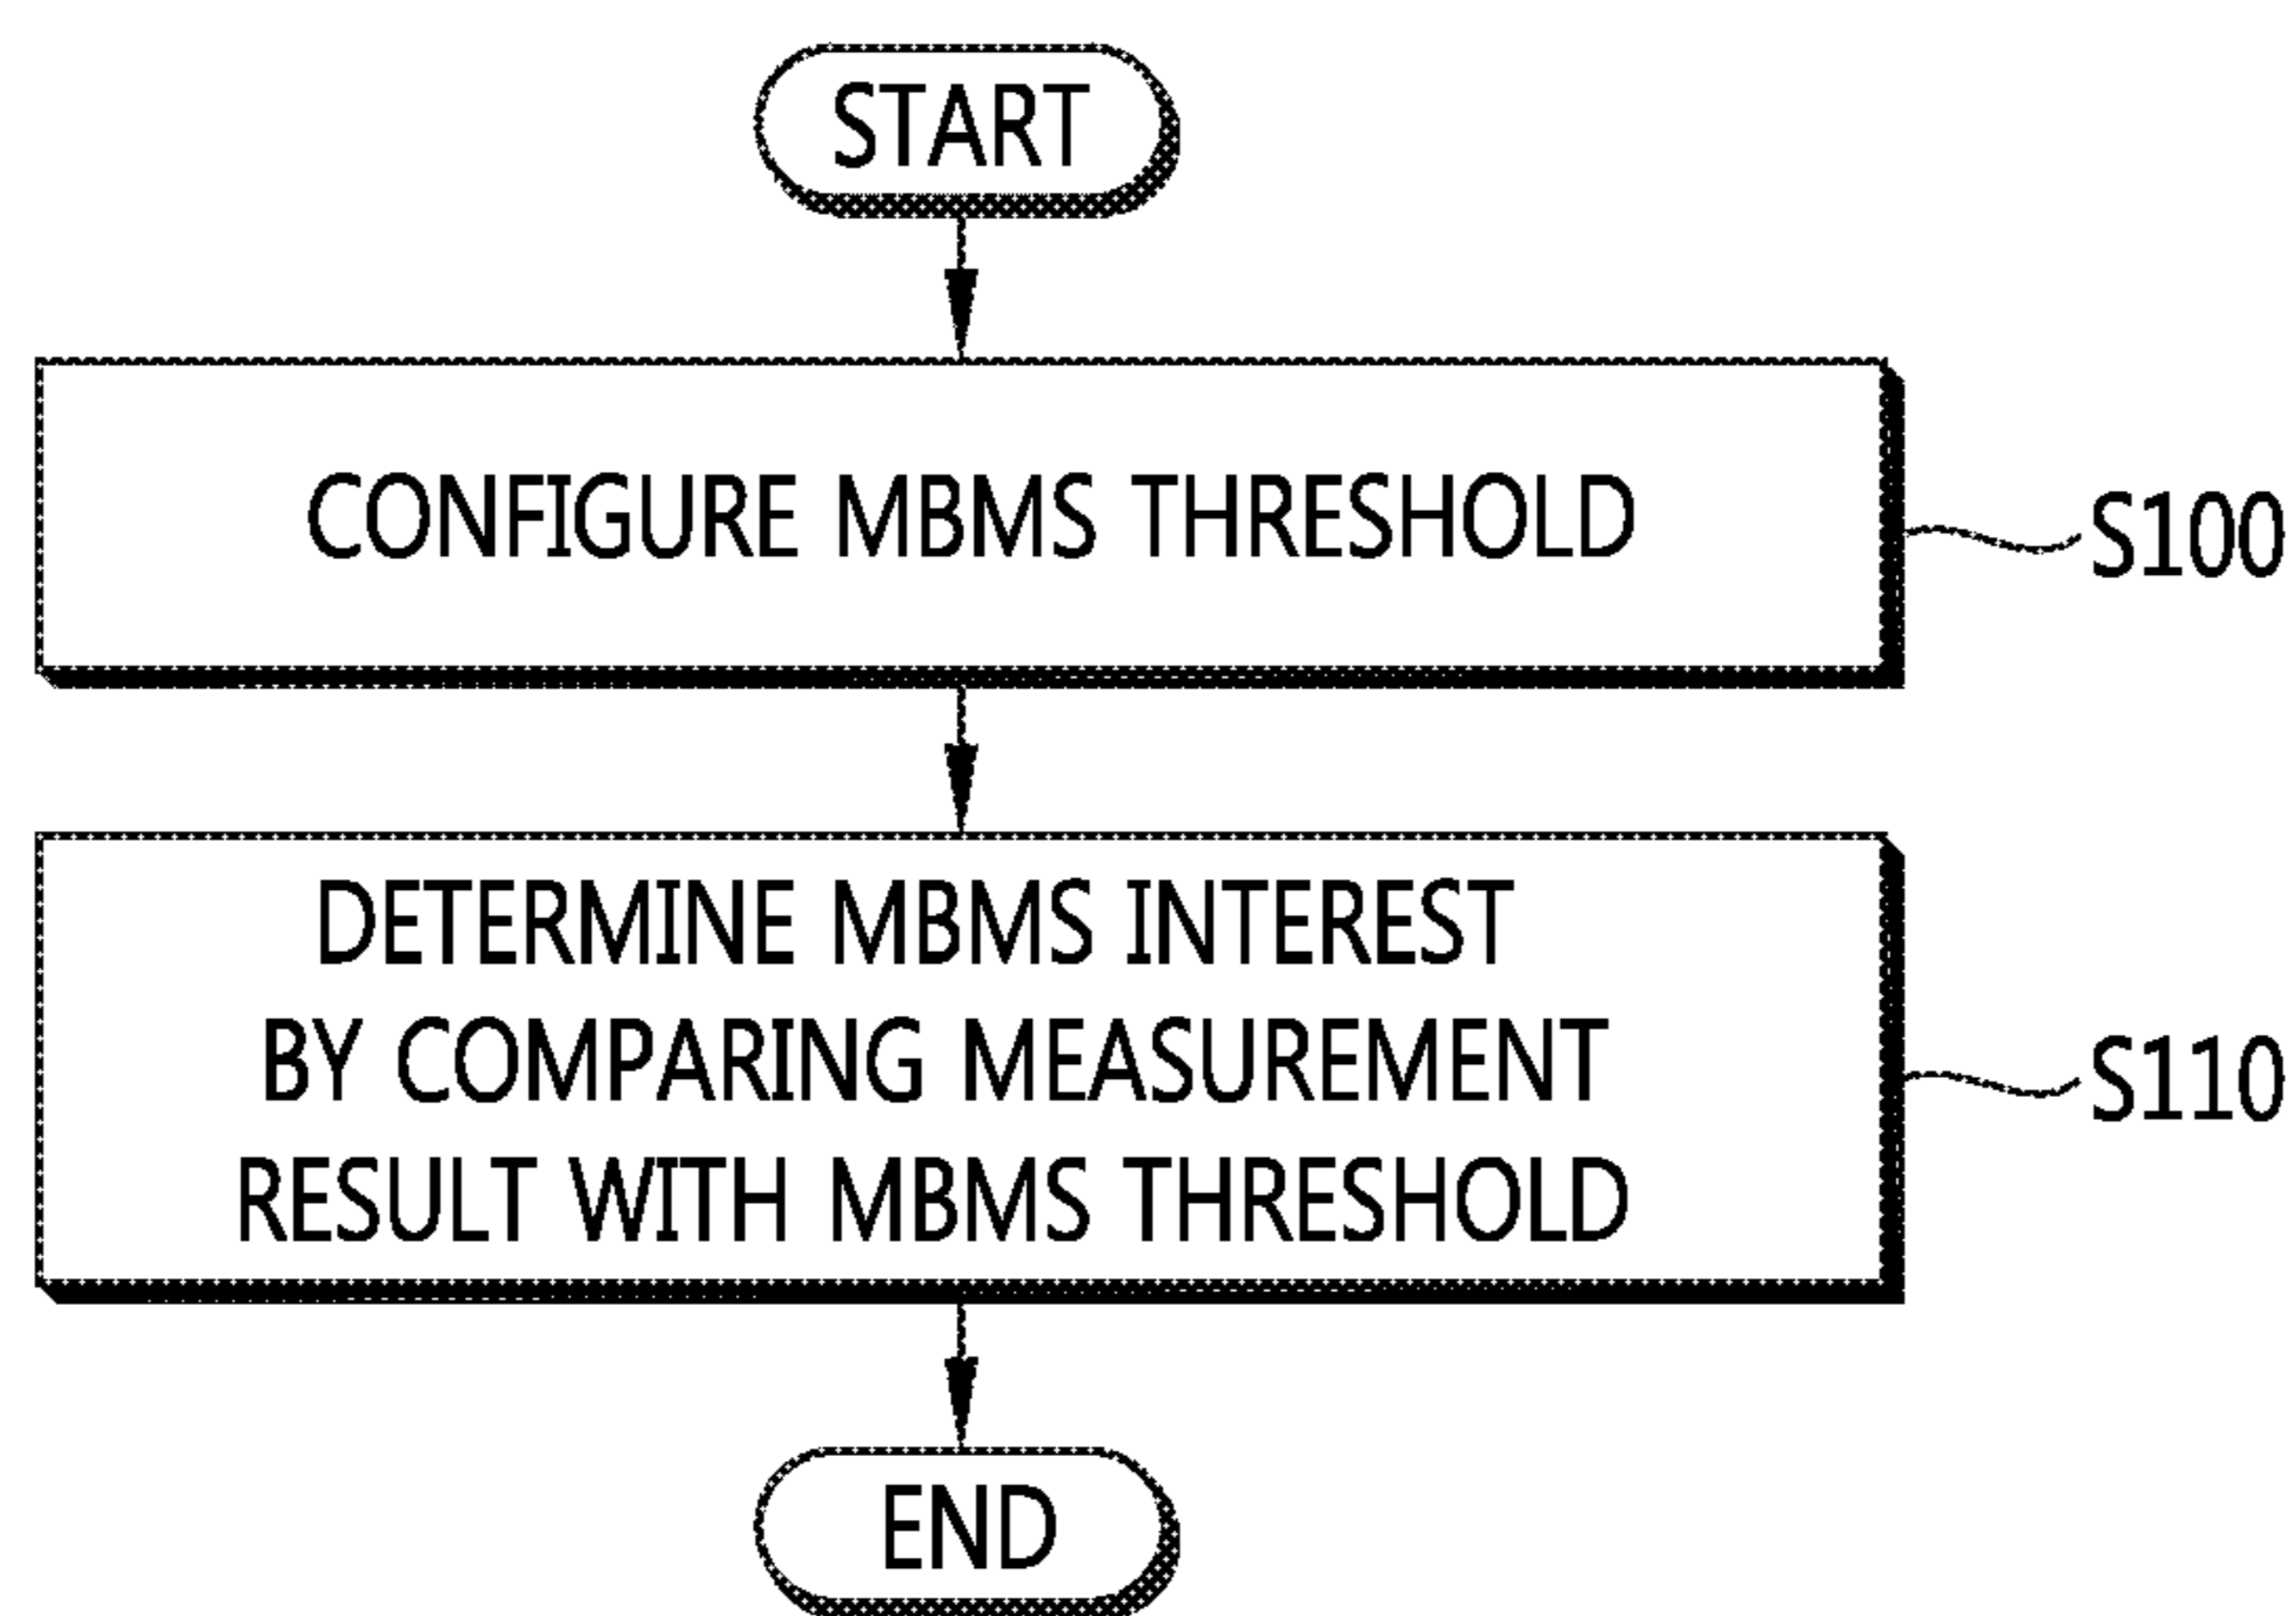 START
CONFIGURE MBMS THRESHOLD
S100
DETERMINE MBMS INTEREST
BY COMPARING MEASUREMENT
RESULT WITH MBMS THRESHOLD
S110
END